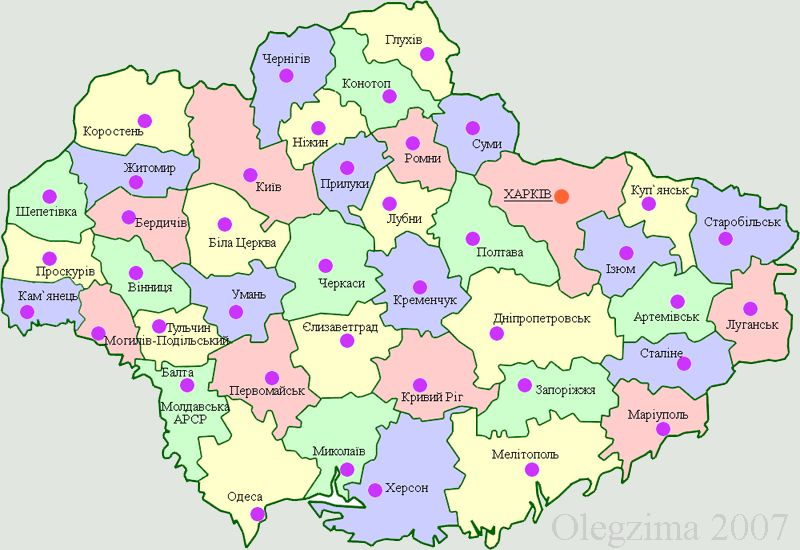 Глухів
Чернігів
Конотоп
Коростень
Ніжин
Ромни
Суми
Житомир
Київ
Прилуки
ХАРКІВ
Куп`янськ
Шепетівка
Бердичів
Біла Церква
Лубни
Старобільськ
Полтава
Проскурів
Вінниця
Черкаси
Ізюм
Кам`янець
Умань
Кременчук
Артемівськ
Луганськ
Тульчин
Могилів-Подільський
Єлизаветград
Дніпропетровськ
Сталіне
Балта
Молдавська
АРСР
Первомайськ
Кривий Ріг
Запоріжжя
Маріуполь
Миколаїв
Мелітополь
Одеса
Херсон
Olegzima 2007